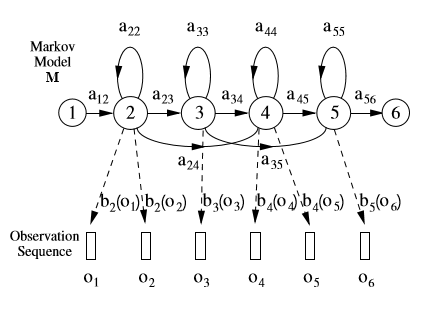 a₂₂ a₃₃ a₄₄ a₅₅
Markov
Model
M
a₁₂ a₂₃ a₃₄ a₄₅ a₅₆
1 2 3 4 5 6
a₂₄ a₃₅
b₂(o₁) b₂(o₂) b₃(o₃) b₄(o₄) b₄(o₅) b₅(o₆)
Observation
Sequence
o₁ o₂ o₃ o₄ o₅ o₆